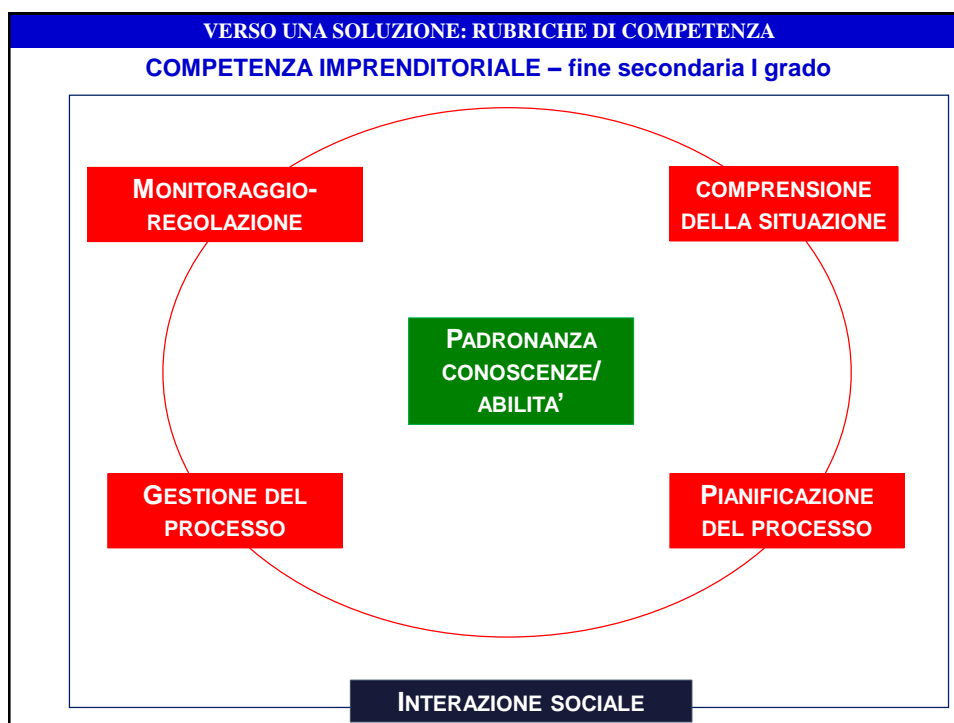 VERSO UNA SOLUZIONE: RUBRICHE DI COMPETENZA
COMPETENZA IMPRENDITORIALE – fine secondaria I grado
MONITORAGGIO-
REGOLAZIONE
COMPRENSIONE
DELLA SITUAZIONE
PADRONANZA
CONOSCENZE/
ABILITA’
GESTIONE DEL
PROCESSO
PIANIFICAZIONE
DEL PROCESSO
INTERAZIONE SOCIALE